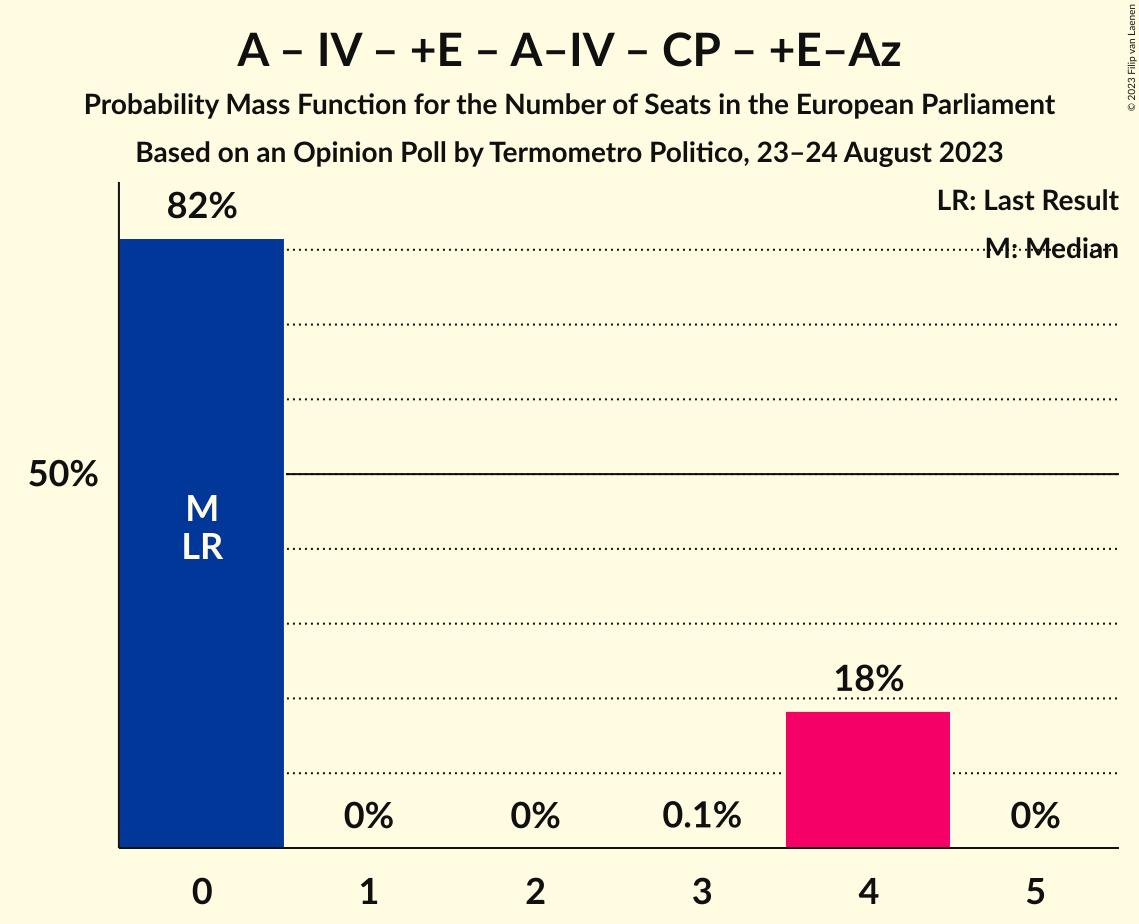 A – IV – +E – A–IV – CP – +E–Az
Probability Mass Function for the Number of Seats in the European Parliament
Based on an Opinion Poll by Termometro Politico, 23–24 August 2023
© 2023 Filip van Laenen
LR: Last Result
M: Median
82%
50%
M
LR
18%
0%
0%
0.1%
0%
0
1
2
3
4
5